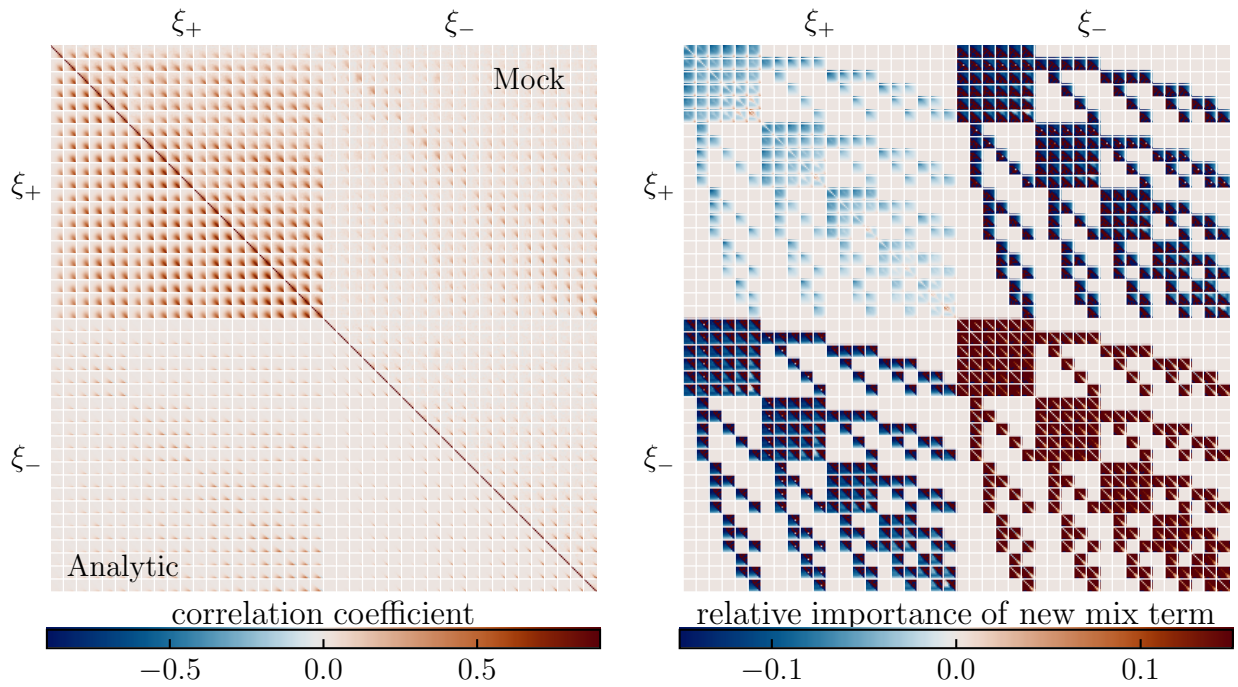 ξ+ ξ−
Mock
ξ+
ξ−
Analytic
correlation coefficient
−0.5 0.0 0.5
ξ+ ξ−
ξ+
ξ−
relative importance of new mix term
−0.1 0.0 0.1